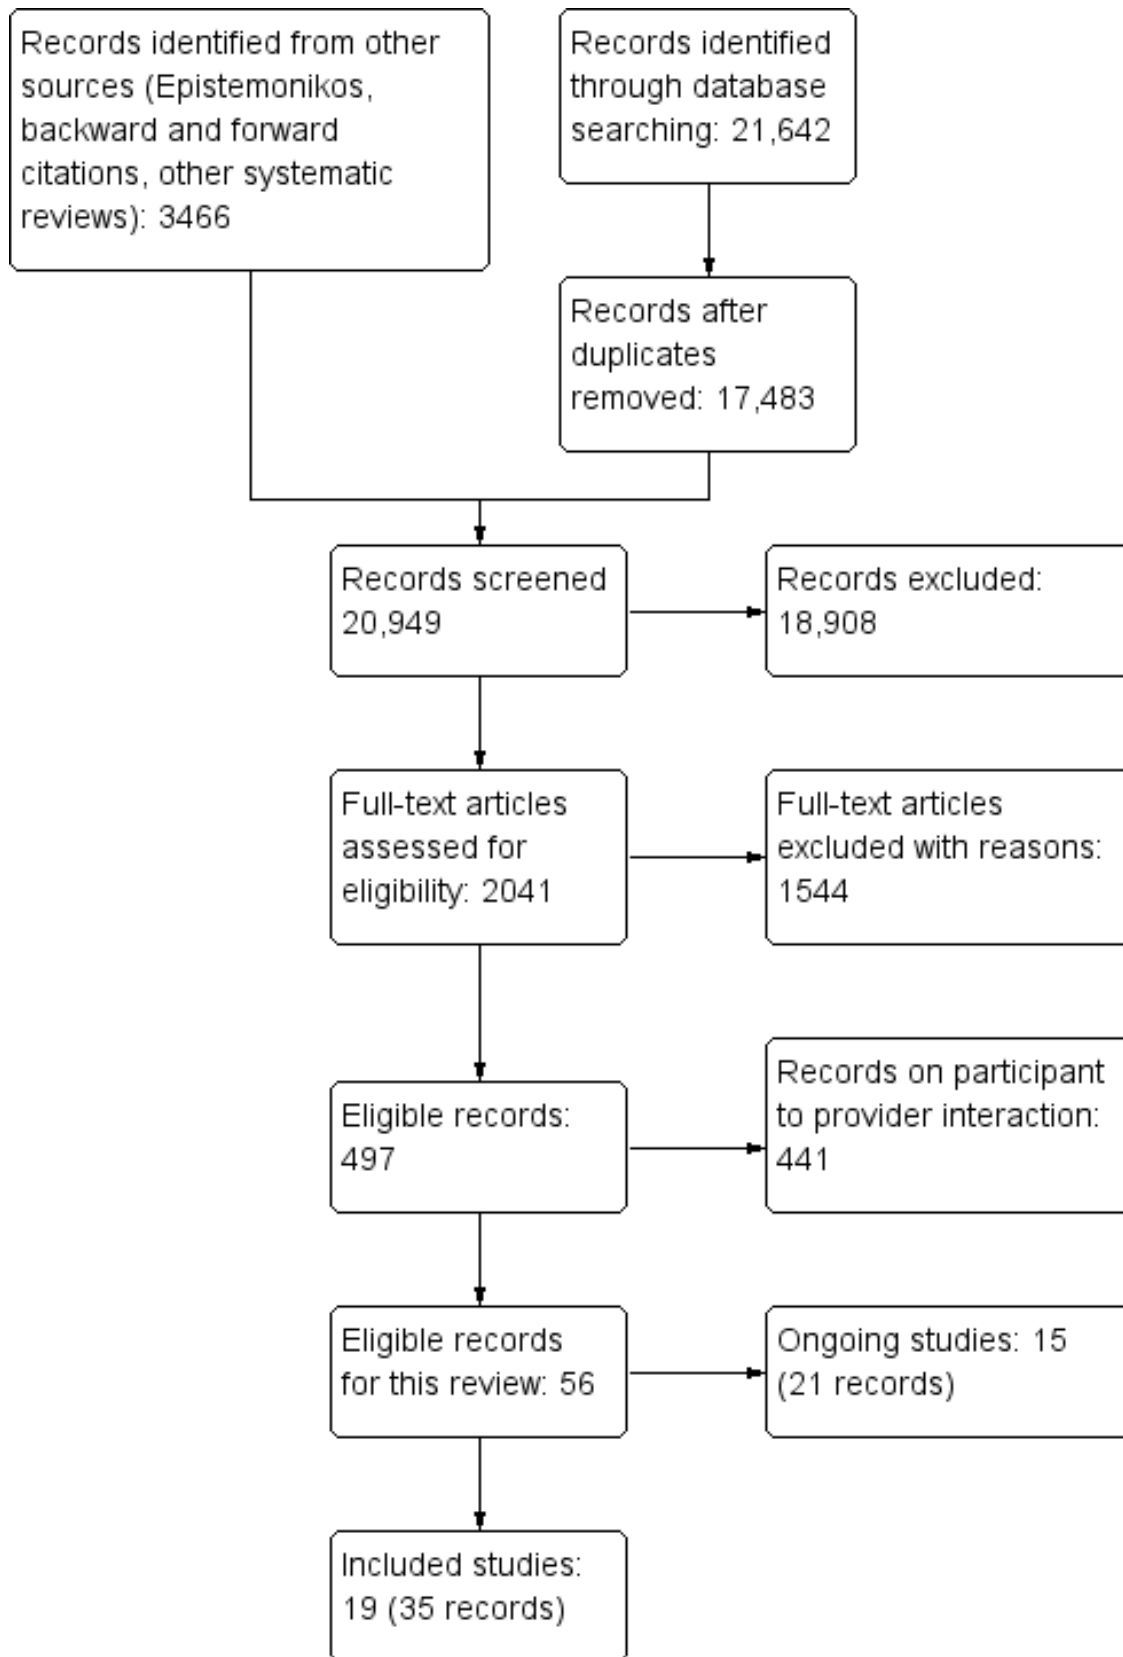 Records identified from other
sources (Epistemonikos,
backward and forward
citations, other systematic
reviews): 3466
Records identified
through database
searching: 21,642
Records after
duplicates
removed: 17,483
Records screened
20,949
Records excluded:
18,908
Full-text articles
assessed for
eligibility: 2041
Full-text articles
excluded with reasons:
1544
Eligible records:
497
Records on participant
to provider interaction:
441
Eligible records
for this review: 56
Ongoing studies: 15
(21 records)
Included studies:
19 (35 records)